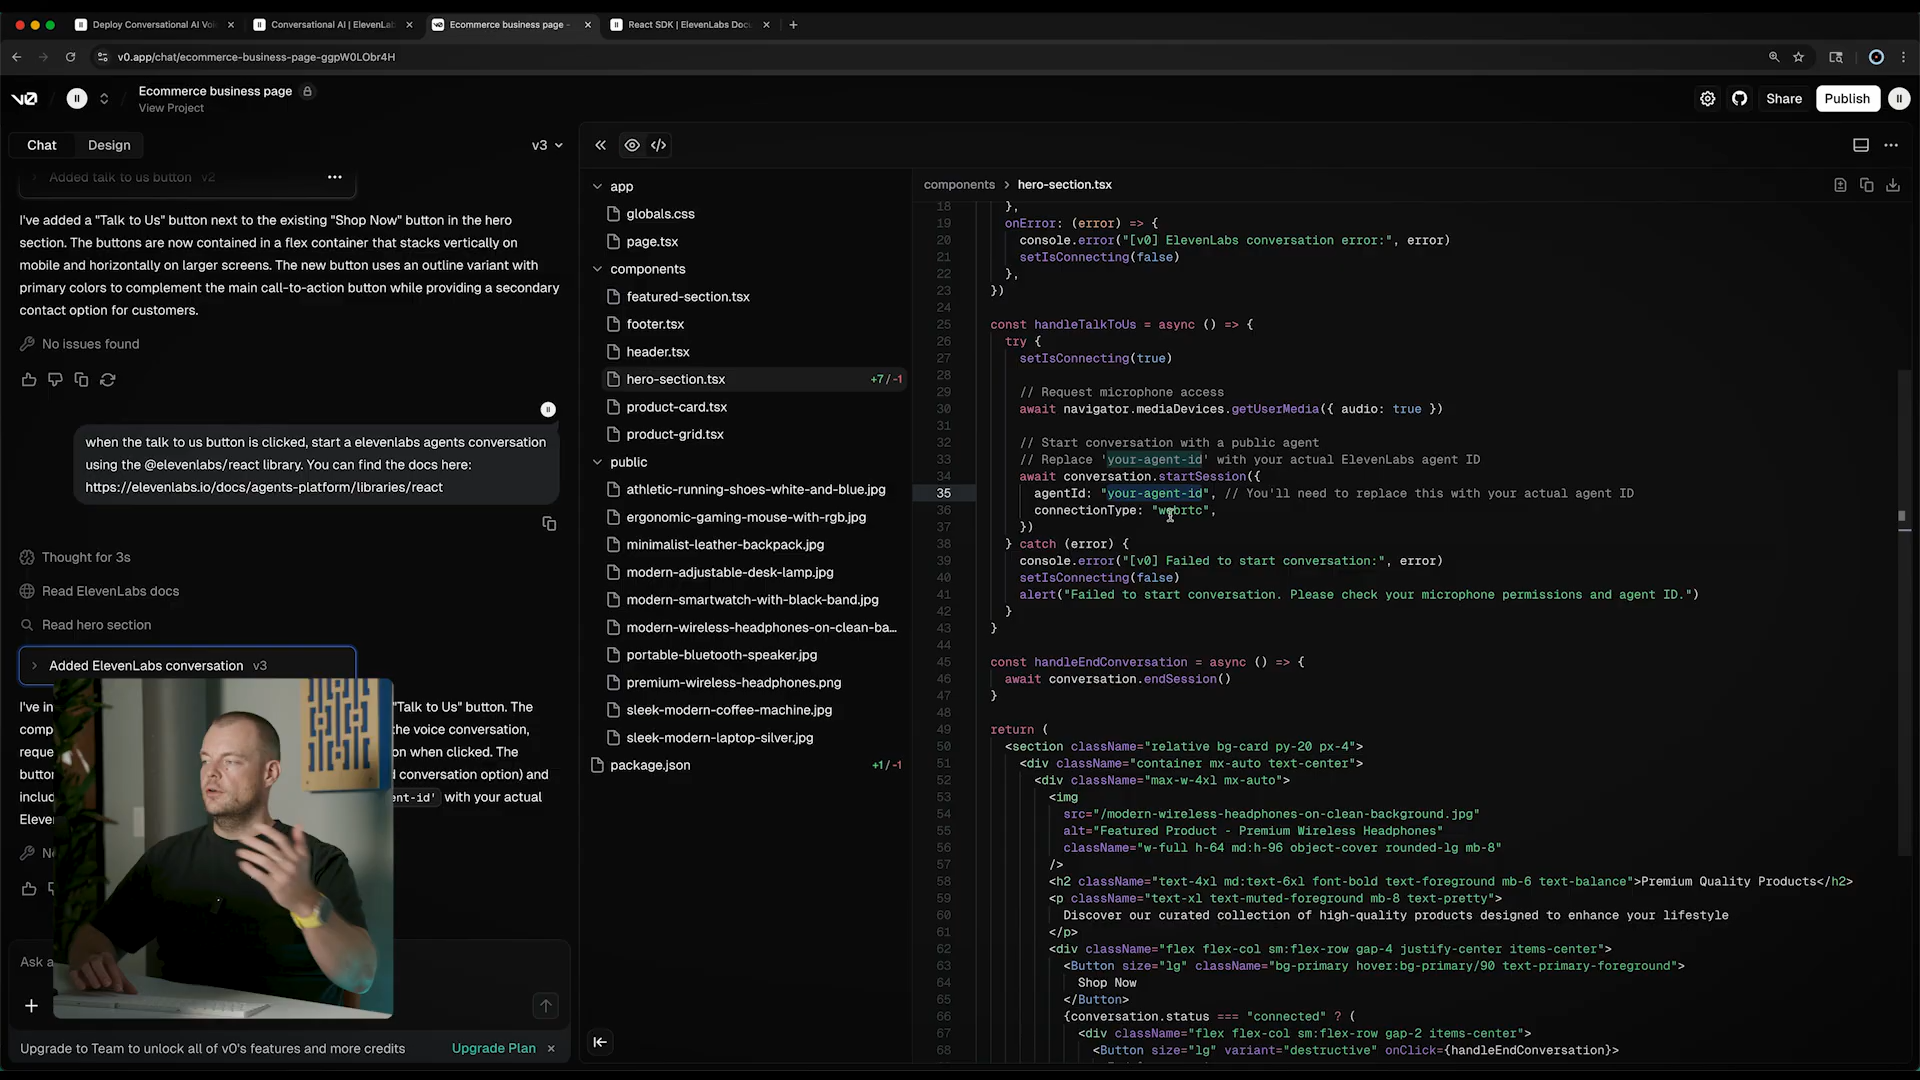 Deploy Conversational AI Voi
Conversational AI | ElevenLab
Ecommerce business page -
React SDK | ElevenLabs Docu
v0.app/chat/ecommerce-business-page-ggpW0LObr4H
Ecommerce business page
View Project
Share
Publish
Chat
Design
v3
Added talk to us button v2
I've added a "Talk to Us" button next to the existing "Shop Now" button in the hero
section. The buttons are now contained in a flex container that stacks vertically on
mobile and horizontally on larger screens. The new button uses an outline variant with
primary colors to complement the main call-to-action button while providing a secondary
contact option for customers.
No issues found
when the talk to us button is clicked, start a elevenlabs agents conversation
using the @elevenlabs/react library. You can find the docs here:
https://elevenlabs.io/docs/agents-platform/libraries/react
Thought for 3s
Read ElevenLabs docs
Read hero section
Added ElevenLabs conversation v3
"Talk to Us" button. The
the voice conversation,
on when clicked. The
conversation option) and
ent-id' with your actual
Upgrade to Team to unlock all of v0's features and more credits
Upgrade Plan
app
globals.css
page.tsx
components
featured-section.tsx
footer.tsx
header.tsx
hero-section.tsx +7 / -1
product-card.tsx
product-grid.tsx
public
athletic-running-shoes-white-and-blue.jpg
ergonomic-gaming-mouse-with-rgb.jpg
minimalist-leather-backpack.jpg
modern-adjustable-desk-lamp.jpg
modern-smartwatch-with-black-band.jpg
modern-wireless-headphones-on-clean-ba...
portable-bluetooth-speaker.jpg
premium-wireless-headphones.png
sleek-modern-coffee-machine.jpg
sleek-modern-laptop-silver.jpg
package.json +1 / -1
components > hero-section.tsx
18 },
19 onError: (error) => {
20 console.error("[v0] ElevenLabs conversation error:", error)
21 setIsConnecting(false)
22 },
23 })
24
25 const handleTalkToUs = async () => {
26 try {
27 setIsConnecting(true)
28
29 // Request microphone access
30 await navigator.mediaDevices.getUserMedia({ audio: true })
31
32 // Start conversation with a public agent
33 // Replace 'your-agent-id' with your actual ElevenLabs agent ID
34 await conversation.startSession({
35 agentId: "your-agent-id", // You'll need to replace this with your actual agent ID
36 connectionType: "webrtc",
37 })
38 } catch (error) {
39 console.error("[v0] Failed to start conversation:", error)
40 setIsConnecting(false)
41 alert("Failed to start conversation. Please check your microphone permissions and agent ID.")
42 }
43 }
44
45 const handleEndConversation = async () => {
46 await conversation.endSession()
47 }
48
49 return (
50 <section className="relative bg-card py-20 px-4">
51 <div className="container mx-auto text-center">
52 <div className="max-w-4xl mx-auto">
53 <img
54 src="/modern-wireless-headphones-on-clean-background.jpg"
55 alt="Featured Product - Premium Wireless Headphones"
56 className="w-full h-64 md:h-96 object-cover rounded-lg mb-8"
57 />
58 <h2 className="text-4xl md:text-6xl font-bold text-foreground mb-6 text-balance">Premium Quality Products</h2>
59 <p className="text-xl text-muted-foreground mb-8 text-pretty">
60 Discover our curated collection of high-quality products designed to enhance your lifestyle
61 </p>
62 <div className="flex flex-col sm:flex-row gap-4 justify-center items-center">
63 <Button size="lg" className="bg-primary hover:bg-primary/90 text-primary-foreground">
64 Shop Now
65 </Button>
66 {conversation.status === "connected" ? (
67 <div className="flex flex-col sm:flex-row gap-2 items-center">
68 <Button size="lg" variant="destructive" onClick={handleEndConversation}>